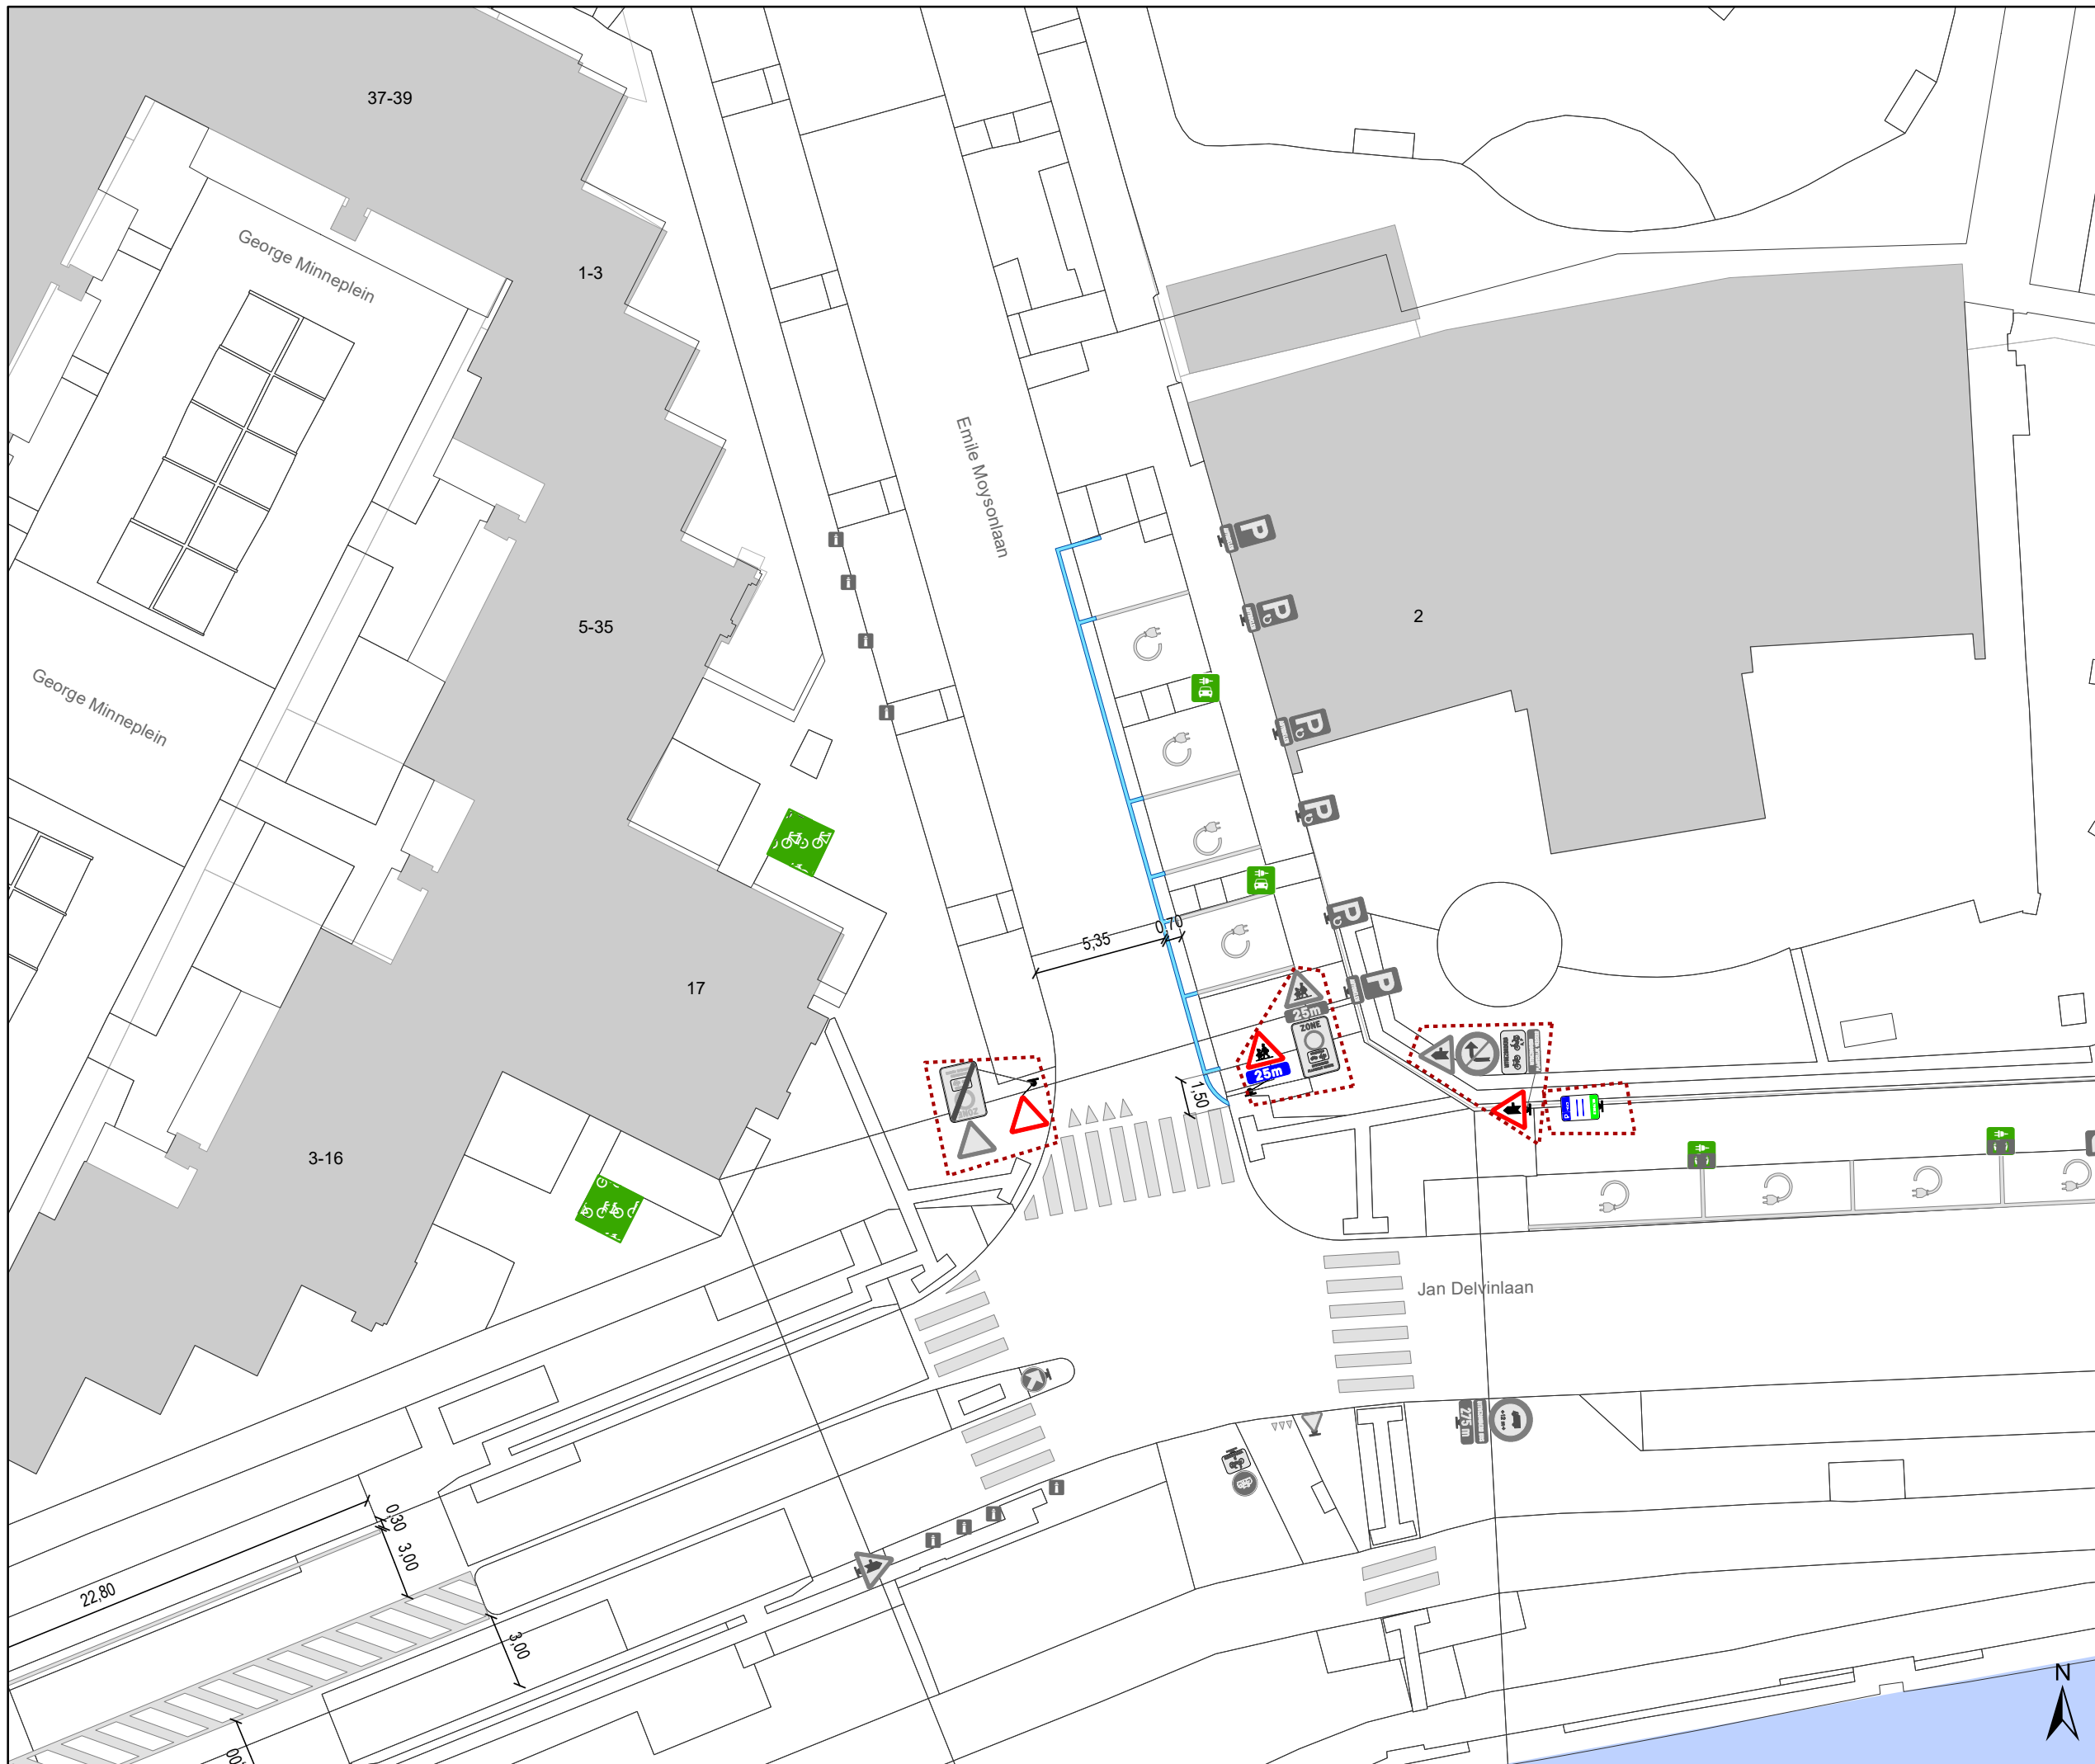 37-39
George Minneplein
1-3
Emile Moysonlaan
P
P
2
5-35
George Minneplein
P
P
P
0,70
5,35
17
P
25m
ZONE
25m
1,50
3-16
Jan Delvinlaan
275m
0,30
3,00
22,80
3,00
N